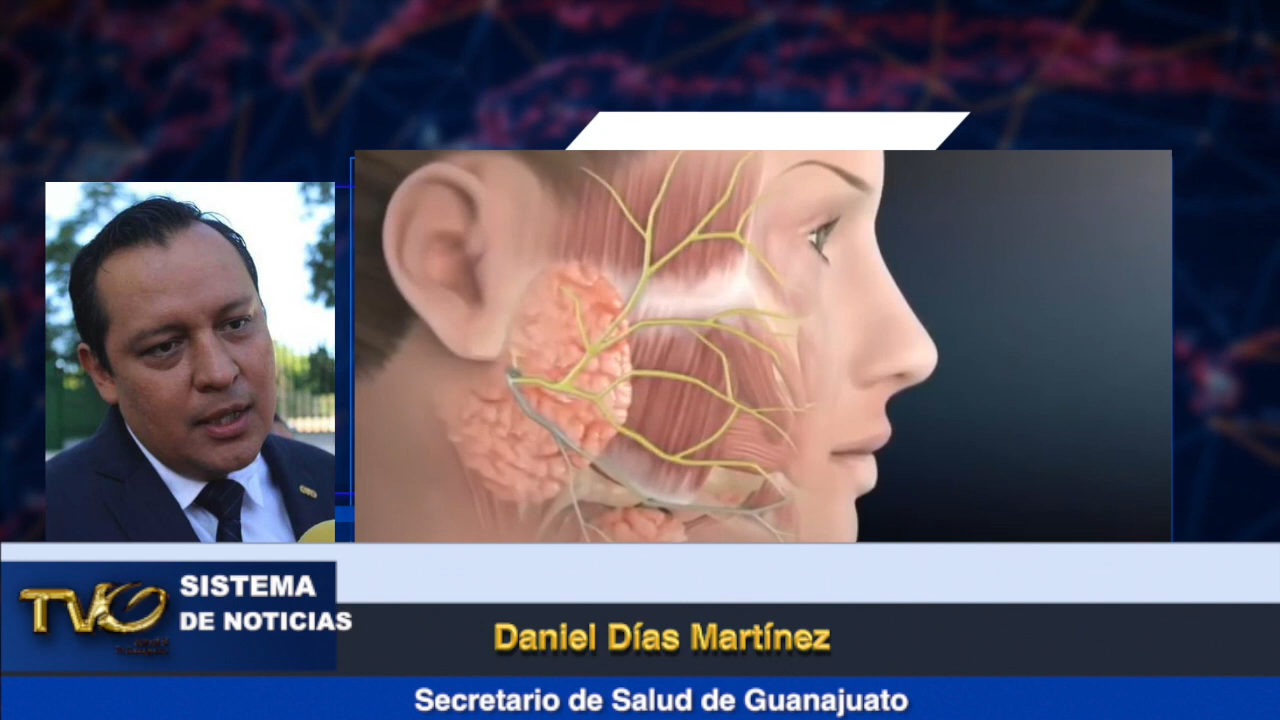 TVO
SISTEMA
DE NOTICIAS
Daniel Días Martínez
Secretario de Salud de Guanajuato